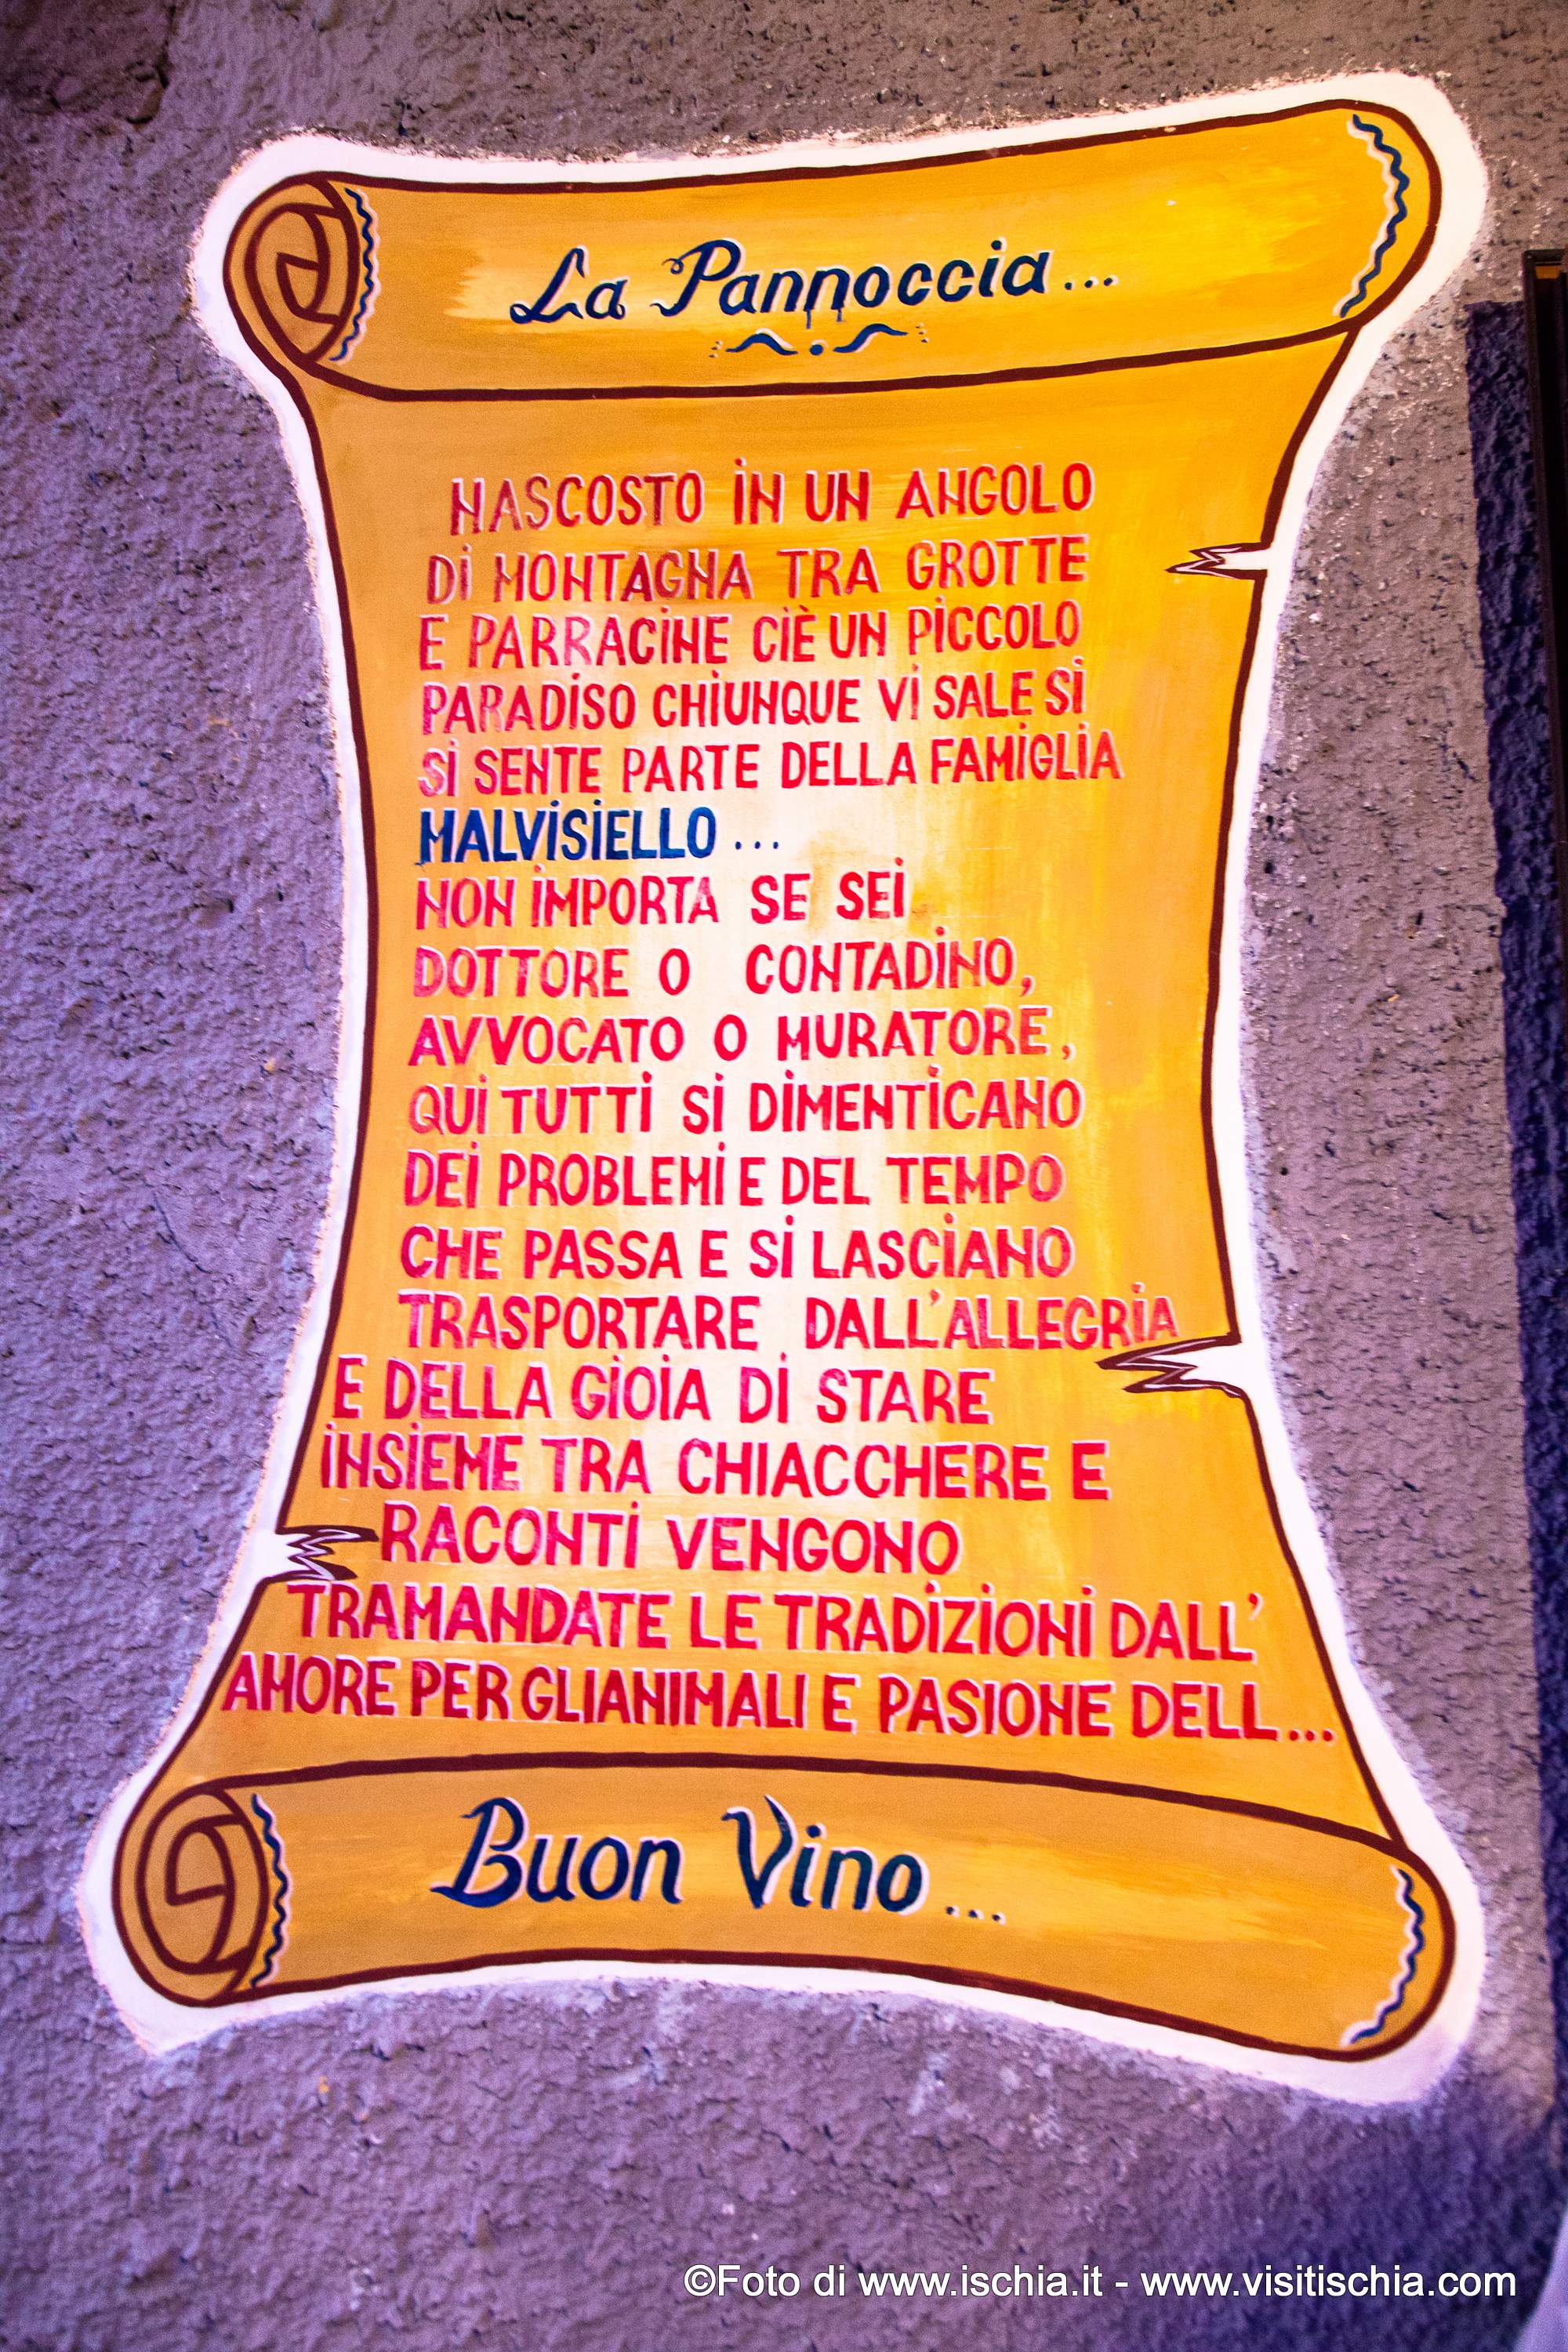 La Pannoccia...
NASCOSTO IN UN ANGOLO
DI MONTAGNA TRA GROTTE
E PARRACINE CIÈ UN PICCOLO
PARADISO CHIUNQUE VI SALE SI
SI SENTE PARTE DELLA FAMIGLIA
MALVISIELLO...
NON IMPORTA SE SEI
DOTTORE O CONTADINO,
AVVOCATO O MURATORE,
QUI TUTTI SI DIMENTICANO
DEI PROBLEMI E DEL TEMPO
CHE PASSA E SI LASCIANO
TRASPORTARE DALL'ALLEGRIA
E DELLA GIOIA DI STARE
INSIEME TRA CHIACCHERE E
RACONTI VENGONO
TRAMANDATE LE TRADIZIONI DALL'
AMORE PER GLIANIMALI E PASIONE DELL...
Buon Vino...
©Foto di www.ischia.it - www.visitischia.com